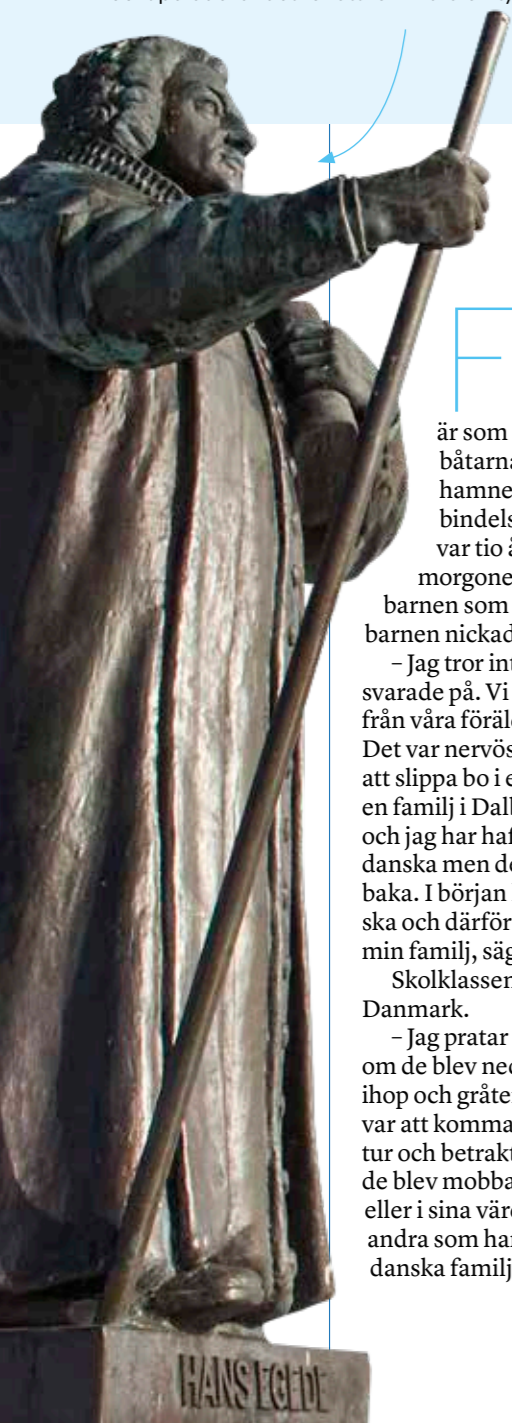 F
är som
båtarna
hamne
bindels
var tio å
morgone
barnen som
barnen nickad
– Jag tror int
svarade på. Vi
från våra föräl
Det var nervös
att slippa bo i e
en familj i Dalb
och jag har haf
danska men de
baka. I början
ska och därför
min familj, säg
Skolklassen
Danmark.
– Jag pratar
om de blev ned
ihop och gråte
var att komma
tur och betrakt
de blev mobba
eller i sina värd
andra som har
danska familj
HANS EGEDE